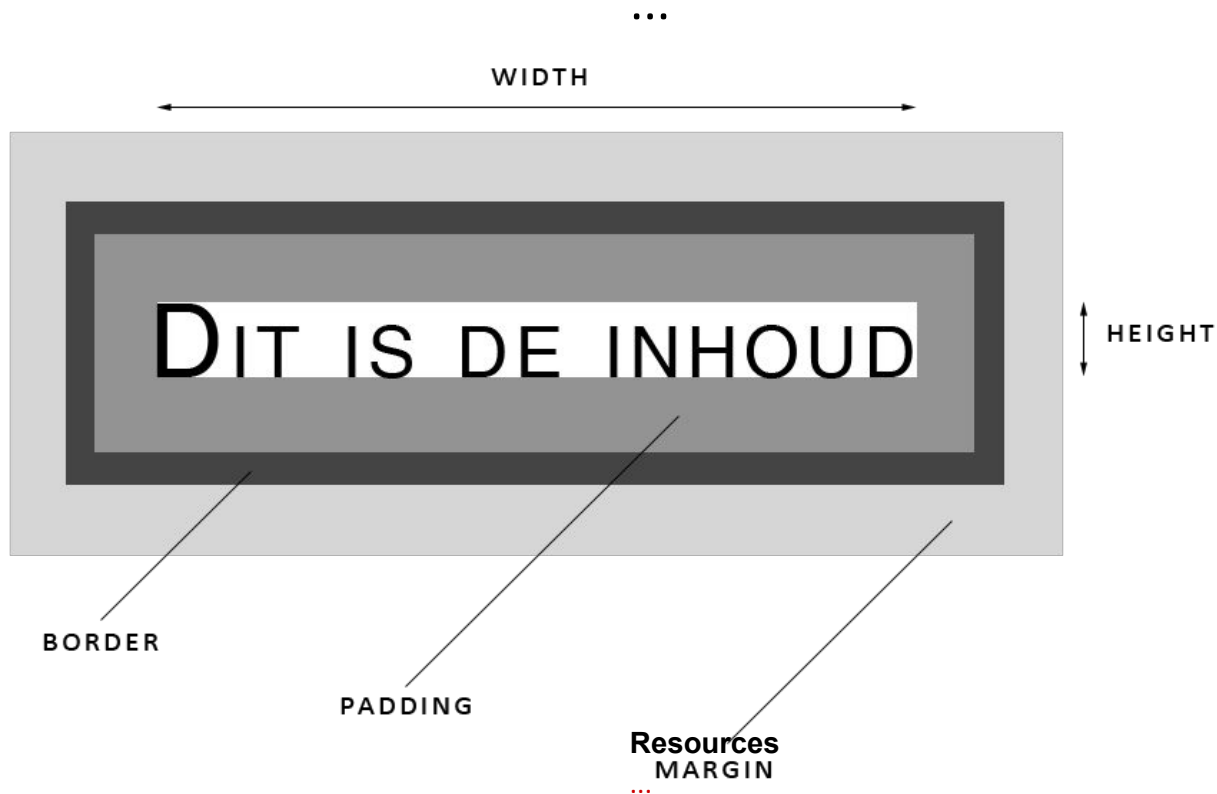 ...
WIDTH
DIT IS DE INHOUD
HEIGHT
BORDER
PADDING
Resources
MARGIN
...